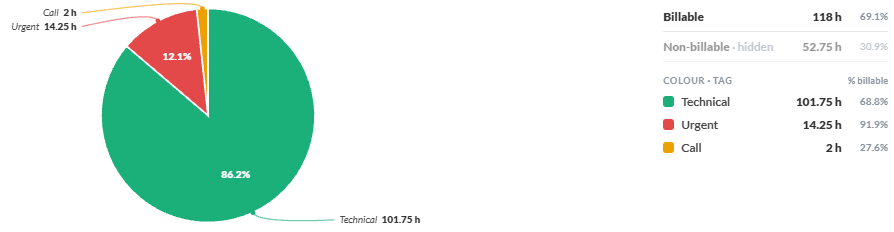 Call 2 h
Urgent 14.25 h
12.1%
86.2%
Technical 101.75 h
Billable 118 h 69.1%
Non-billable · hidden 52.75 h 30.9%
COLOUR · TAG % billable
Technical 101.75 h 68.8%
Urgent 14.25 h 91.9%
Call 2 h 27.6%